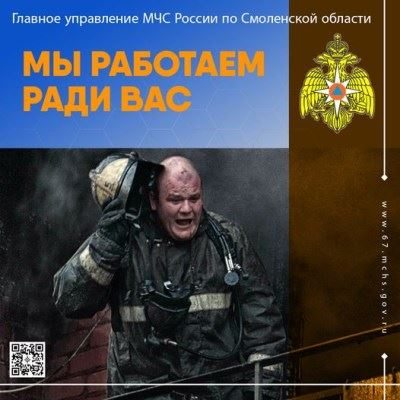 Главное управление МЧС России по Смоленской области
МЫ РАБОТАЕМ
РАДИ ВАС
www.67.mchs.gov.ru